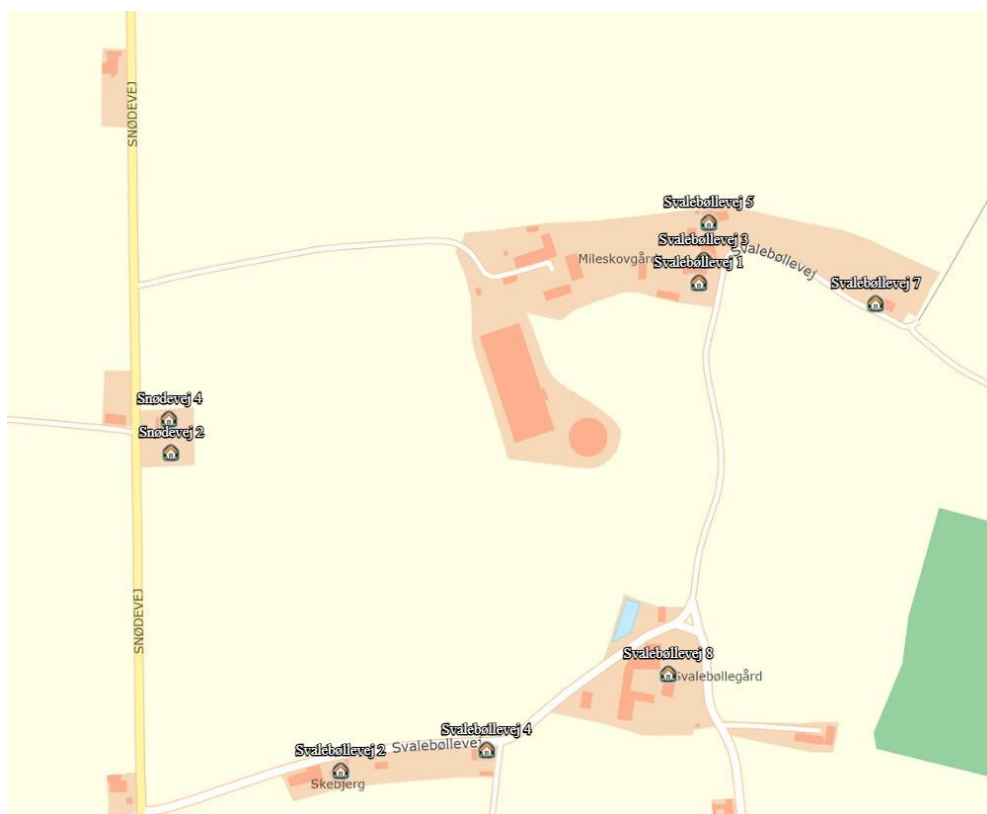 SNØDEVEJ
Svalebøllevej 5
Svalebøllevej 3
Mileskovgård
Svalebøllevej
Svalebøllevej 1
Svalebøllevej 7
Snødevej 4
Snødevej 2
SNØDEVEJ
Svalebøllevej 8
Svalebøllegård
Svalebøllevej 4
Svalebøllevej 2
Svalebøllevej
Skebjerg